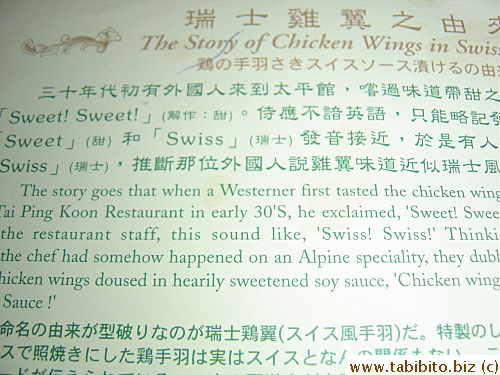 瑞士雞翼之由來
The Story of Chicken Wings in Swiss
鶏の手羽さきスイスソース漬けるの由来
三十年代初有外國人來到太平館，嚐過味道帶甜之
「Sweet! Sweet!」(解作：甜)。侍應不諳英語，只能略記發
Sweet」(甜) 和「Swiss」(瑞士) 發音接近，於是有人
Swiss」(瑞士)，推斷那位外國人說雞翼味道近似瑞士風
The story goes that when a Westerner first tasted the chicken wing
Tai Ping Koon Restaurant in early 30'S, he exclaimed, 'Sweet! Swee
the restaurant staff, this sound like, 'Swiss! Swiss!' Thinki
the chef had somehow happened on an Alpine speciality, they dubb
hicken wings doused in hearily sweetened soy sauce, 'Chicken wing
Sauce !'
命名の由来が型破りなのが瑞士鶏翼(スイス風手羽)だ。特製のし
スで照焼きにした鶏手羽は実はスイスとなんの関係もない。
www.tabibito.biz (c)